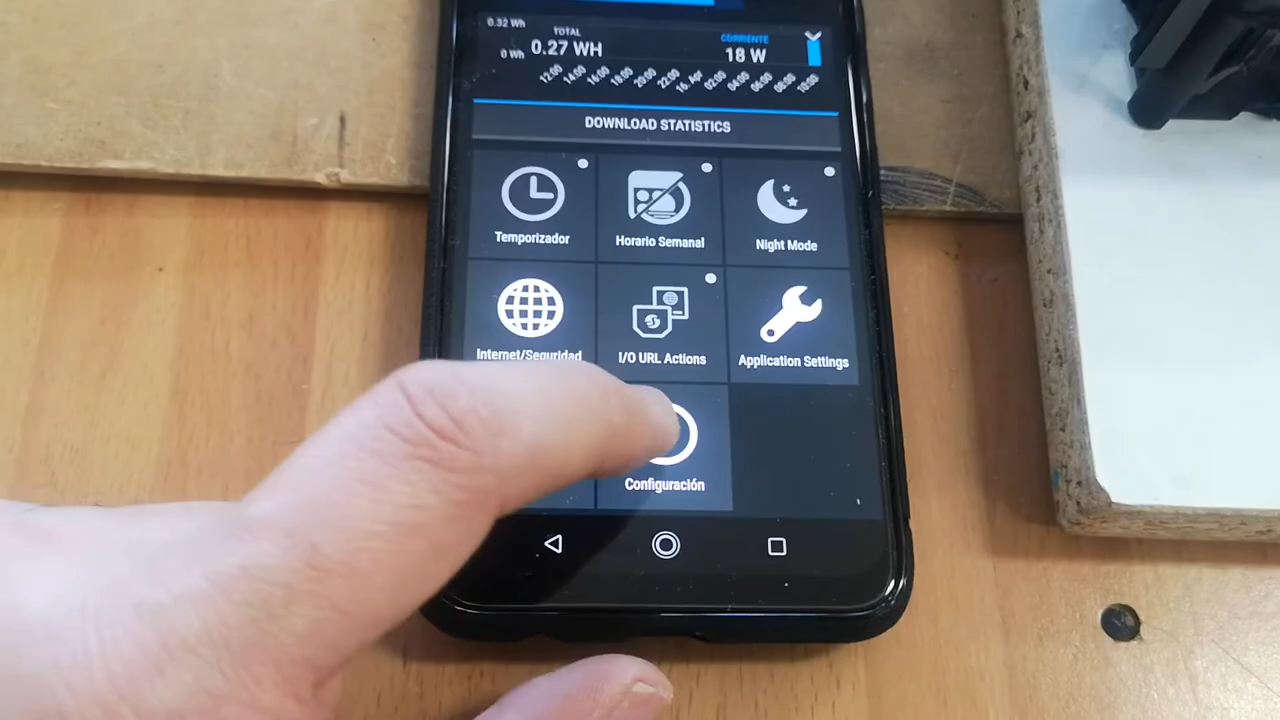 0.32 Wh
TOTAL
CORRIENTE
0 Wh
0.27 WH
18 W
12:00 14:00 16:00 18:00 20:00 22:00 16. Apr 02:00 04:00 06:00 08:00 10:00
DOWNLOAD STATISTICS
Temporizador
Horario Semanal
Night Mode
Internet/Seguridad
I/O URL Actions
Application Settings
Configuración